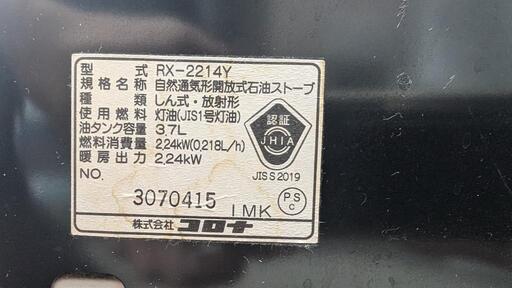 型 式 RX-2214Y
規格名称 自然通気形開放式石油ストーブ
種 類 しん式・放射形
使用燃料 灯油(JIS1号灯油)
油タンク容量 3,7L
燃料消費量 2,24kW(0,218L/h)
暖房出力 2,24kW
NO.
認証
JHIA
JIS S 2019
3070415 IMK
PS
C
株式会社 コロナ